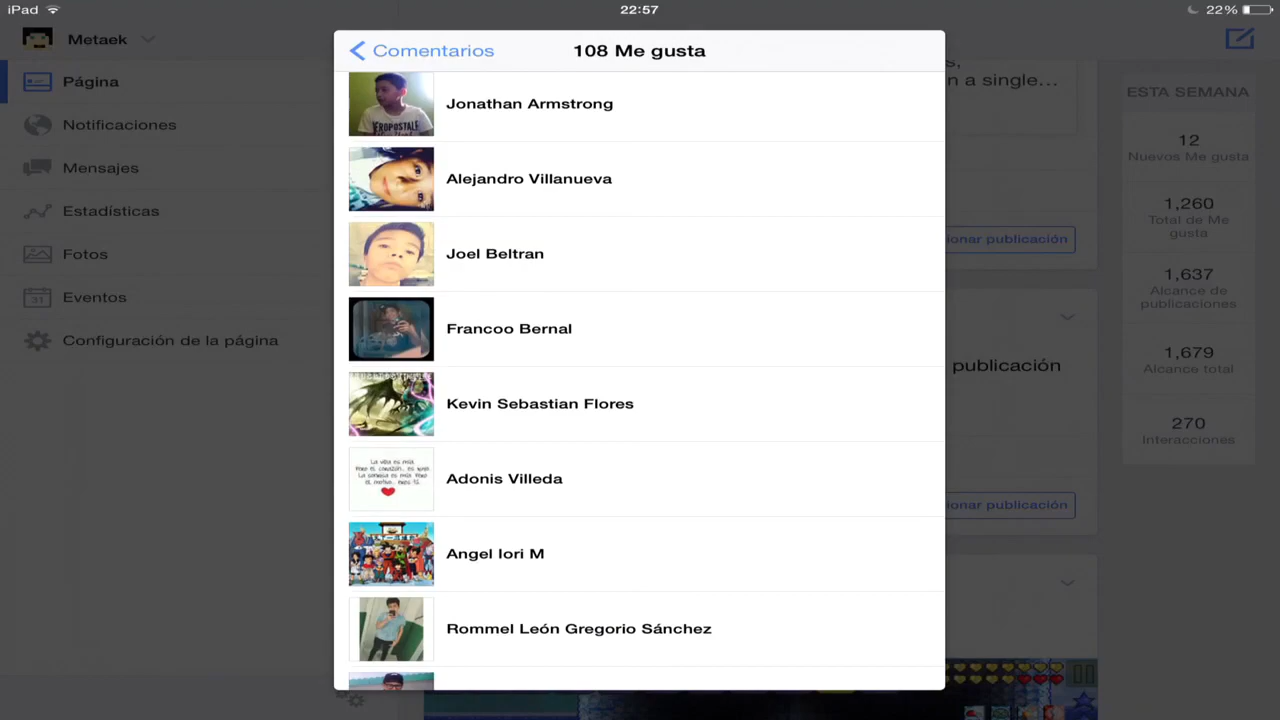 iPad
22:57
22%
Metaek
Página
Notificaciones
Mensajes
Estadísticas
Fotos
Eventos
31
Configuración de la página
Comentarios
108 Me gusta
Jonathan Armstrong
AEROPOSTALE
Alejandro Villanueva
Joel Beltran
Francoo Bernal
Kevin Sebastian Flores
Adonis Villeda
Angel Iori M
Rommel León Gregorio Sánchez
n a single...
ionar publicación
publicación
ionar publicación
ESTA SEMANA
12
Nuevos Me gusta
1,260
Total de Me
gusta
1,637
Alcance de
publicaciones
1,679
Alcance total
270
Interacciones